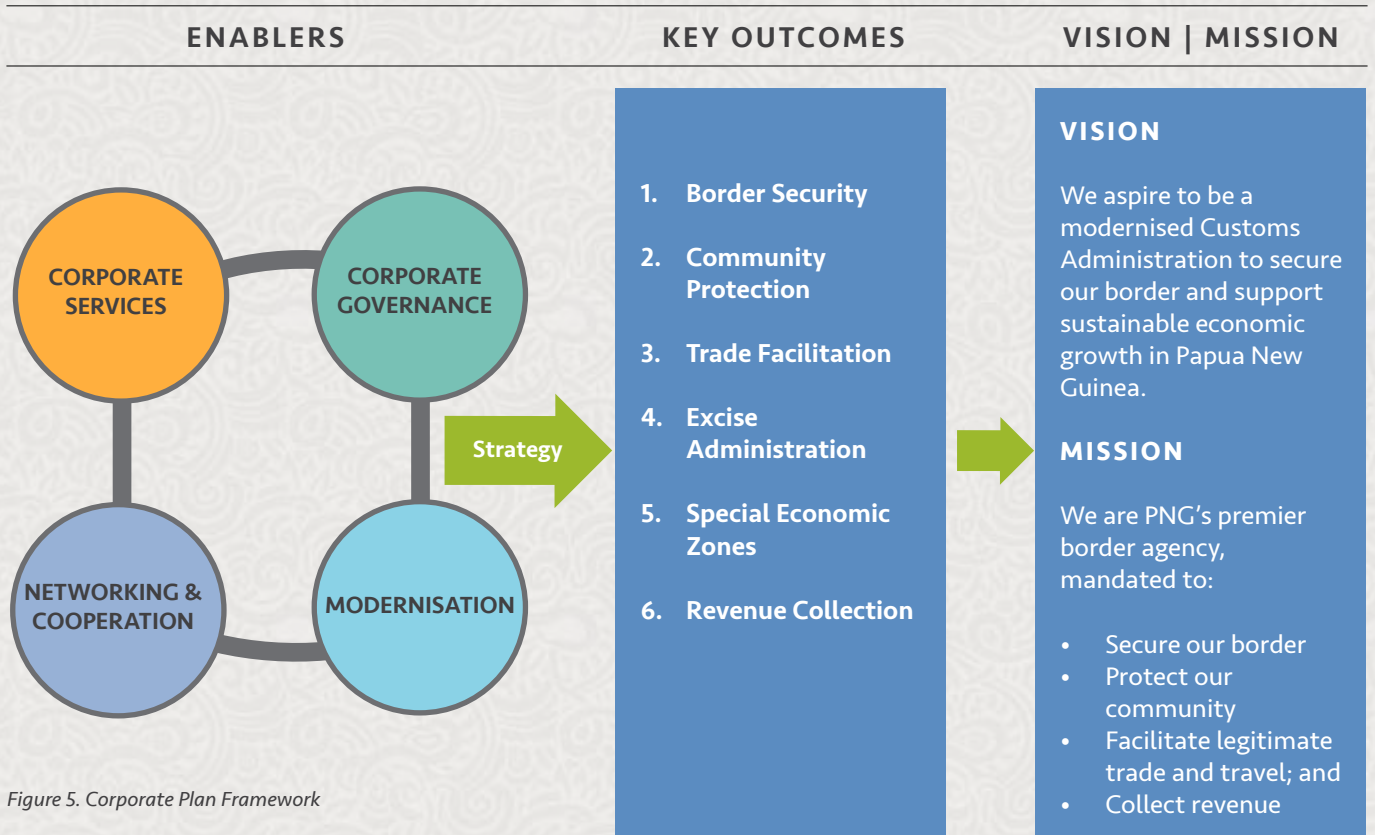 ENABLERS
KEY OUTCOMES
VISION | MISSION
CORPORATE
SERVICES
CORPORATE
GOVERNANCE
NETWORKING &
COOPERATION
MODERNISATION
Strategy
1. Border Security
2. Community
Protection
3. Trade Facilitation
4. Excise
Administration
5. Special Economic
Zones
6. Revenue Collection
VISION
We aspire to be a
modernised Customs
Administration to secure
our border and support
sustainable economic
growth in Papua New
Guinea.
MISSION
We are PNG's premier
border agency,
mandated to:
• Secure our border
• Protect our
community
• Facilitate legitimate
trade and travel; and
• Collect revenue
Figure 5. Corporate Plan Framework